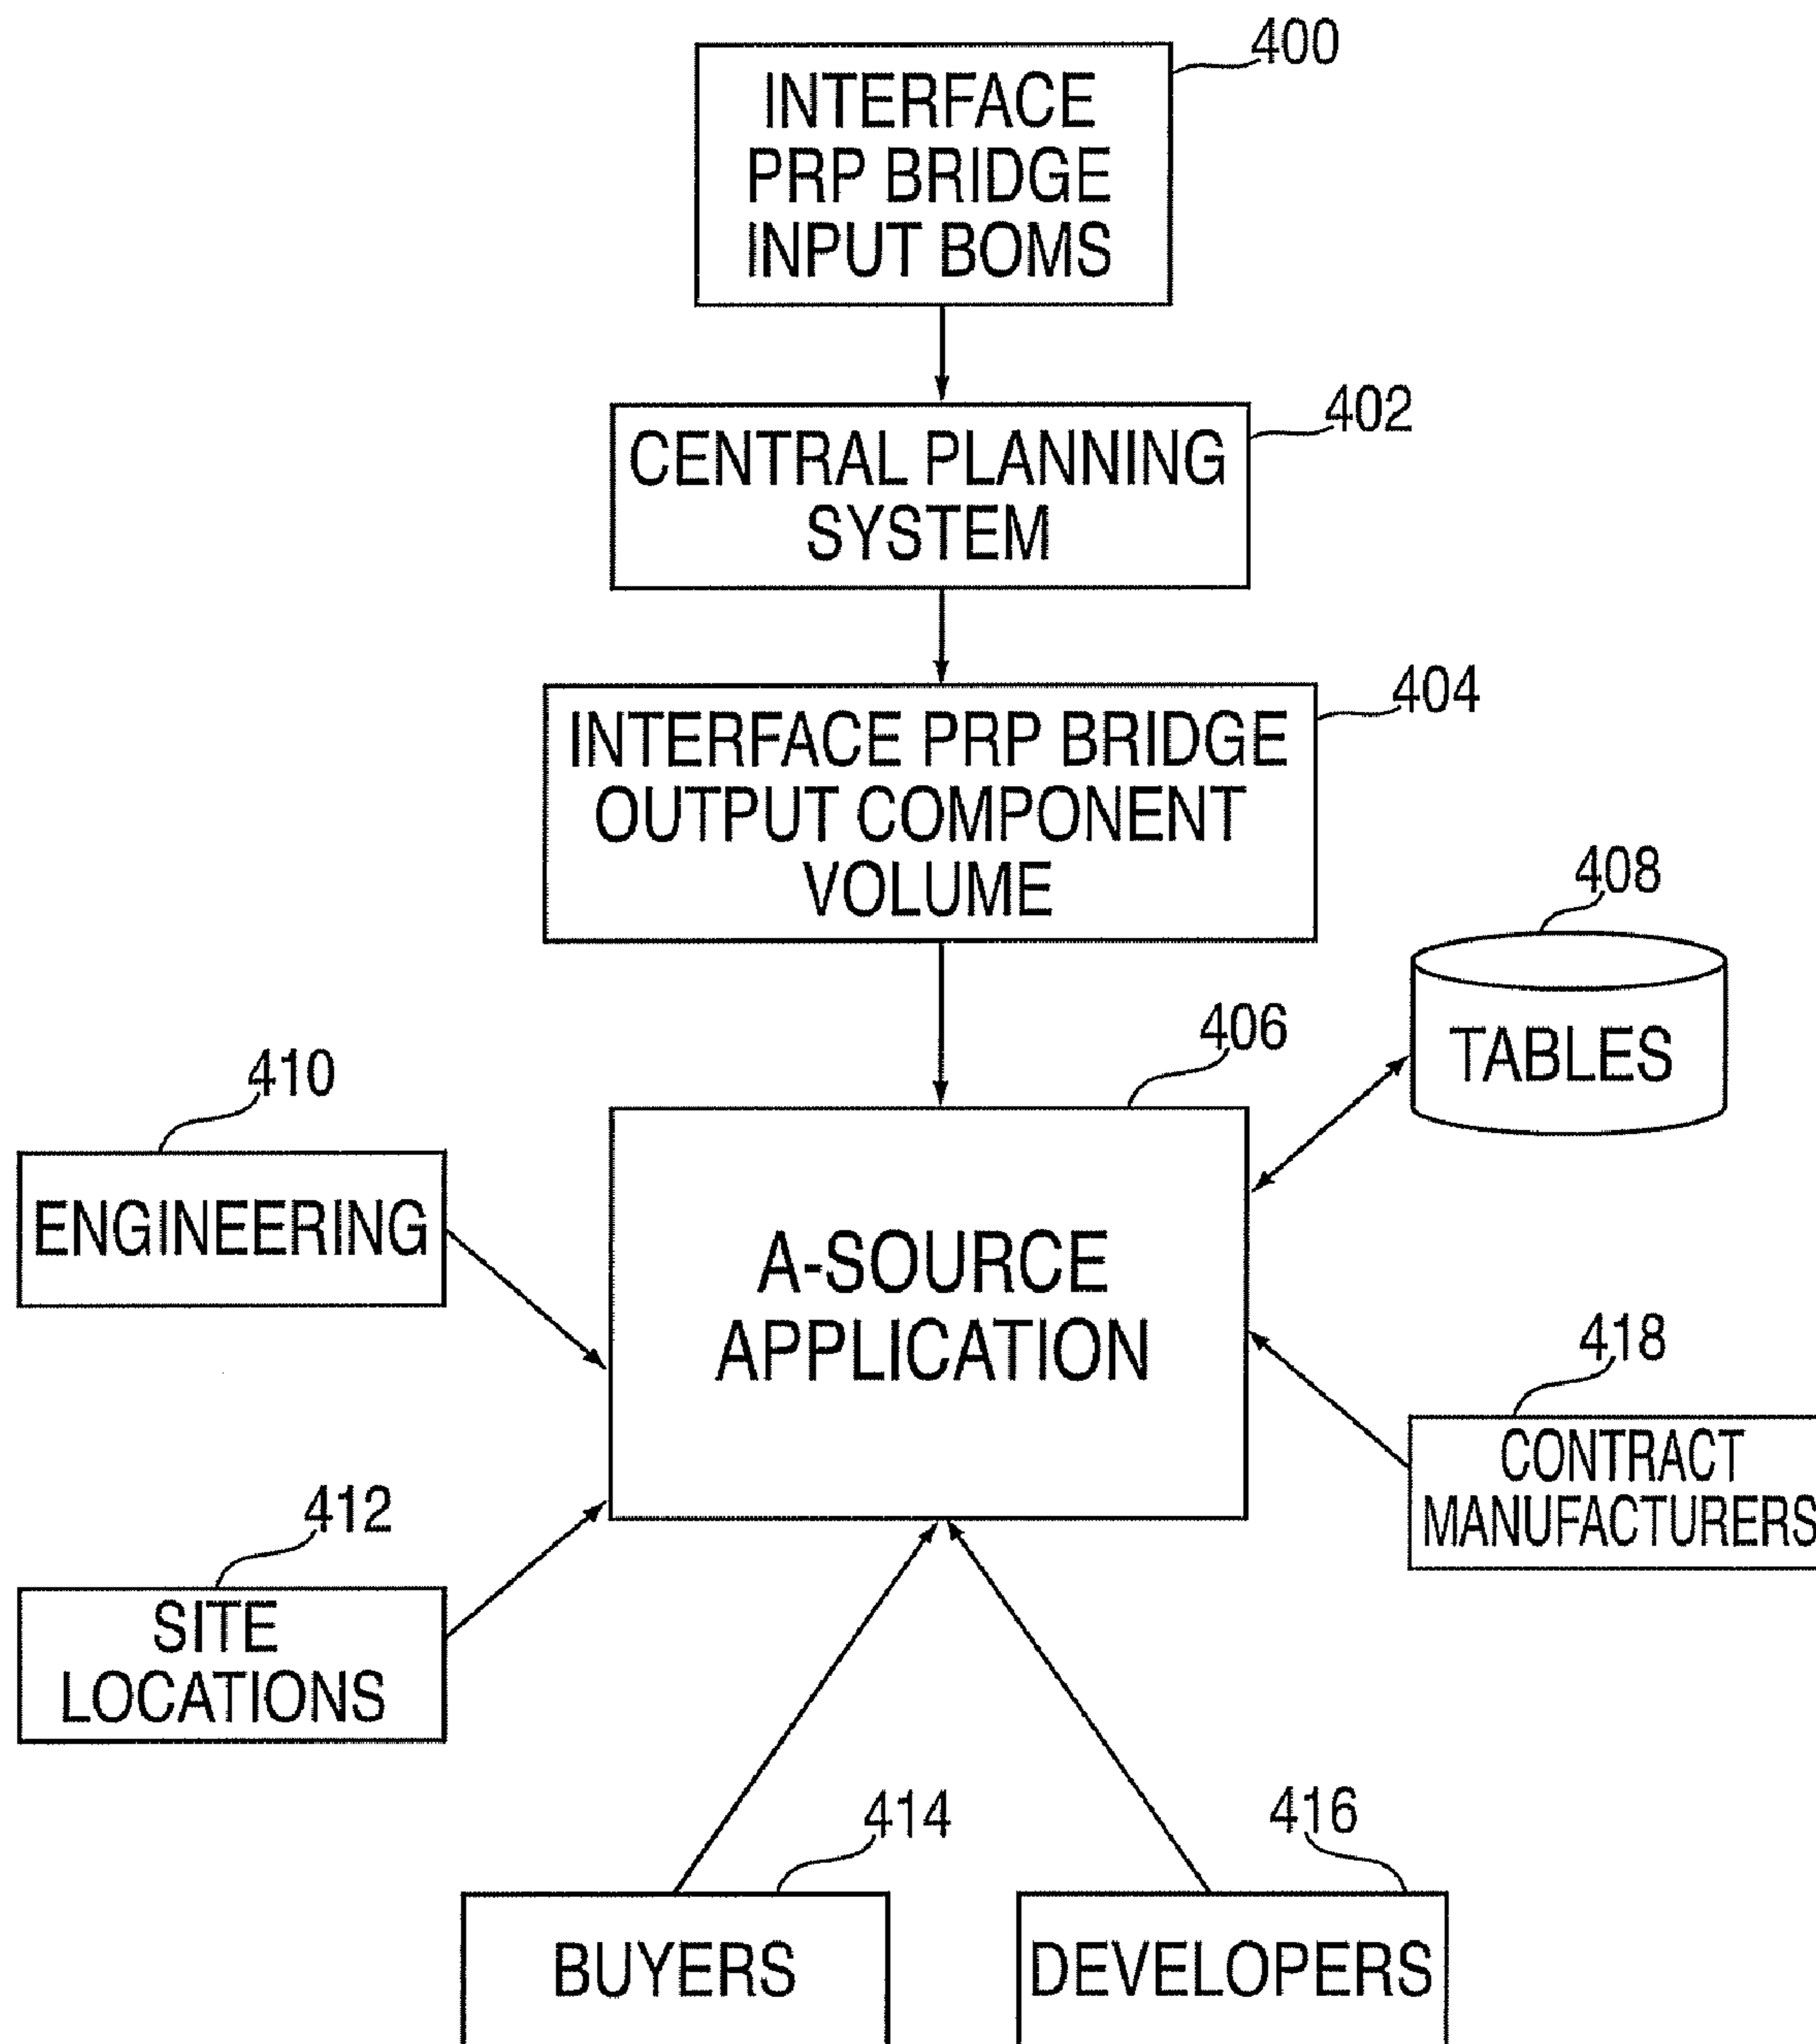 400
INTERFACE
PRP BRIDGE
INPUT BOMS
402
CENTRAL PLANNING
SYSTEM
404
INTERFACE PRP BRIDGE
OUTPUT COMPONENT
VOLUME
408
TABLES
406
A-SOURCE
APPLICATION
410
ENGINEERING
418
CONTRACT
MANUFACTURERS
412
SITE
LOCATIONS
414
BUYERS
416
DEVELOPERS